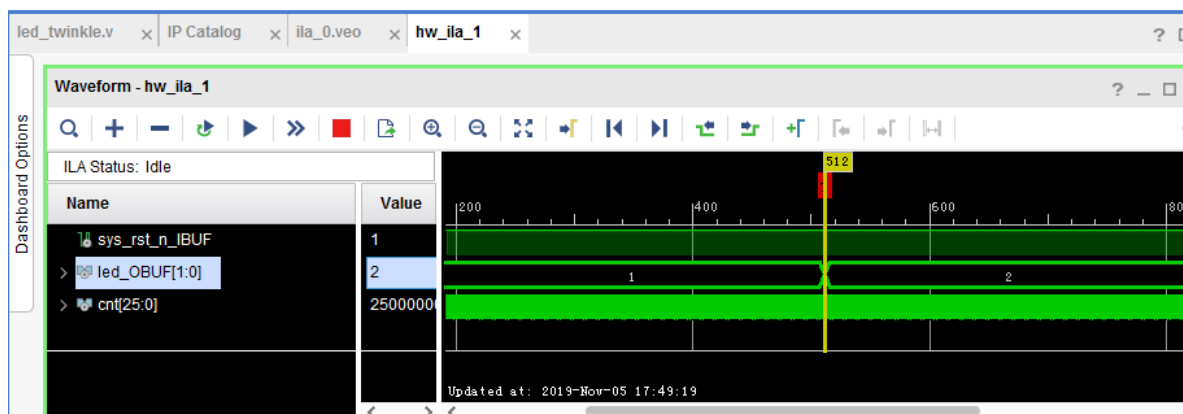 led_twinkle.v × IP Catalog × ila_0.veo × hw_ila_1 × ?
Dashboard Options
Waveform - hw_ila_1 ?
ILA Status: Idle
Name Value
sys_rst_n_IBUF 1
led_OBUF[1:0] 2
cnt[25:0] 25000000
512
200 400 600 80
1 2
Updated at: 2019-Nov-05 17:49:19